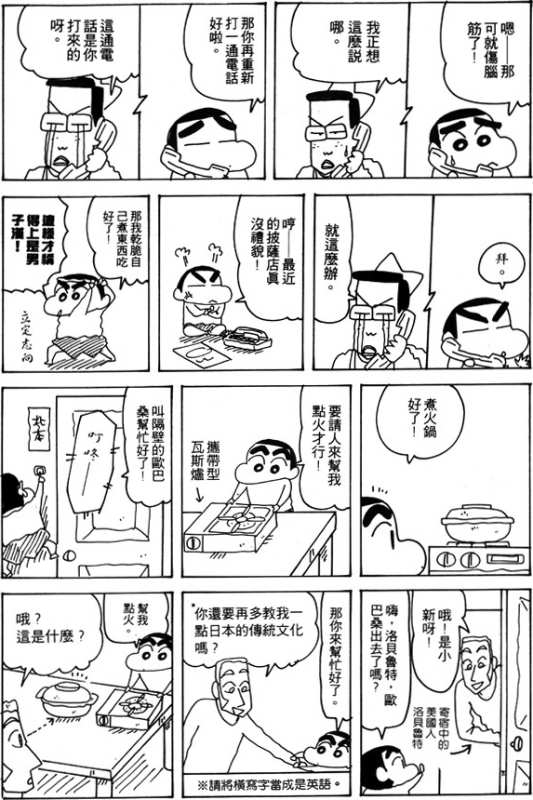 嗯──那
可就傷腦
筋了！
我正想
這麼說
哪。
那你再重新
打一通電話
好啦。
這通電
話是你
打來的
呀。
拜。
就這麼辦。
哼──最近
的披薩店真
沒禮貌！
那我乾脆自
己煮東西吃
好了！
這樣才稱
得上是男
子漢！
立定志向
煮火鍋
好了！
要請人來幫我
點火才行！
攜帶型
瓦斯爐
叫隔壁的歐巴
桑幫忙好了！
叮咚
北本
哦！是小
新呀！
寄宿中的
美國人
洛貝魯特
嗨，洛貝魯特，歐
巴桑出去了嗎？
那你來幫忙好了。
*你還要再多教我一
點日本的傳統文化
嗎？
※請將橫寫字當成是英語。
幫我
點火。
哦？
這是什麼？